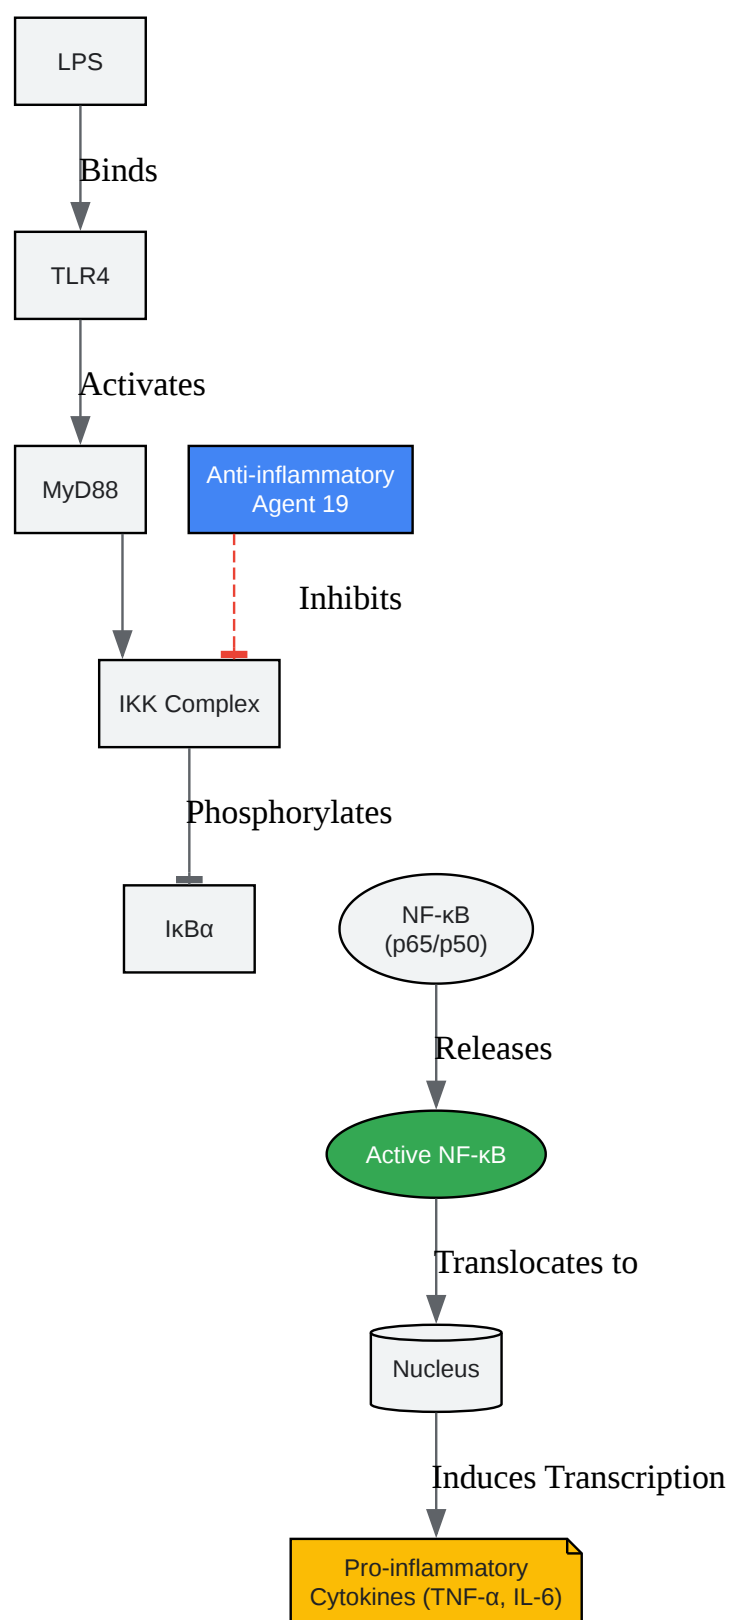 LPS
Binds
TLR4
Activates
MyD88
Anti-inflammatory
Agent 19
Inhibits
IKK Complex
Phosphorylates
IκBα
NF-κB
(p65/p50)
Releases
Active NF-κB
Translocates to
Nucleus
Induces Transcription
Pro-inflammatory
Cytokines (TNF-α, IL-6)